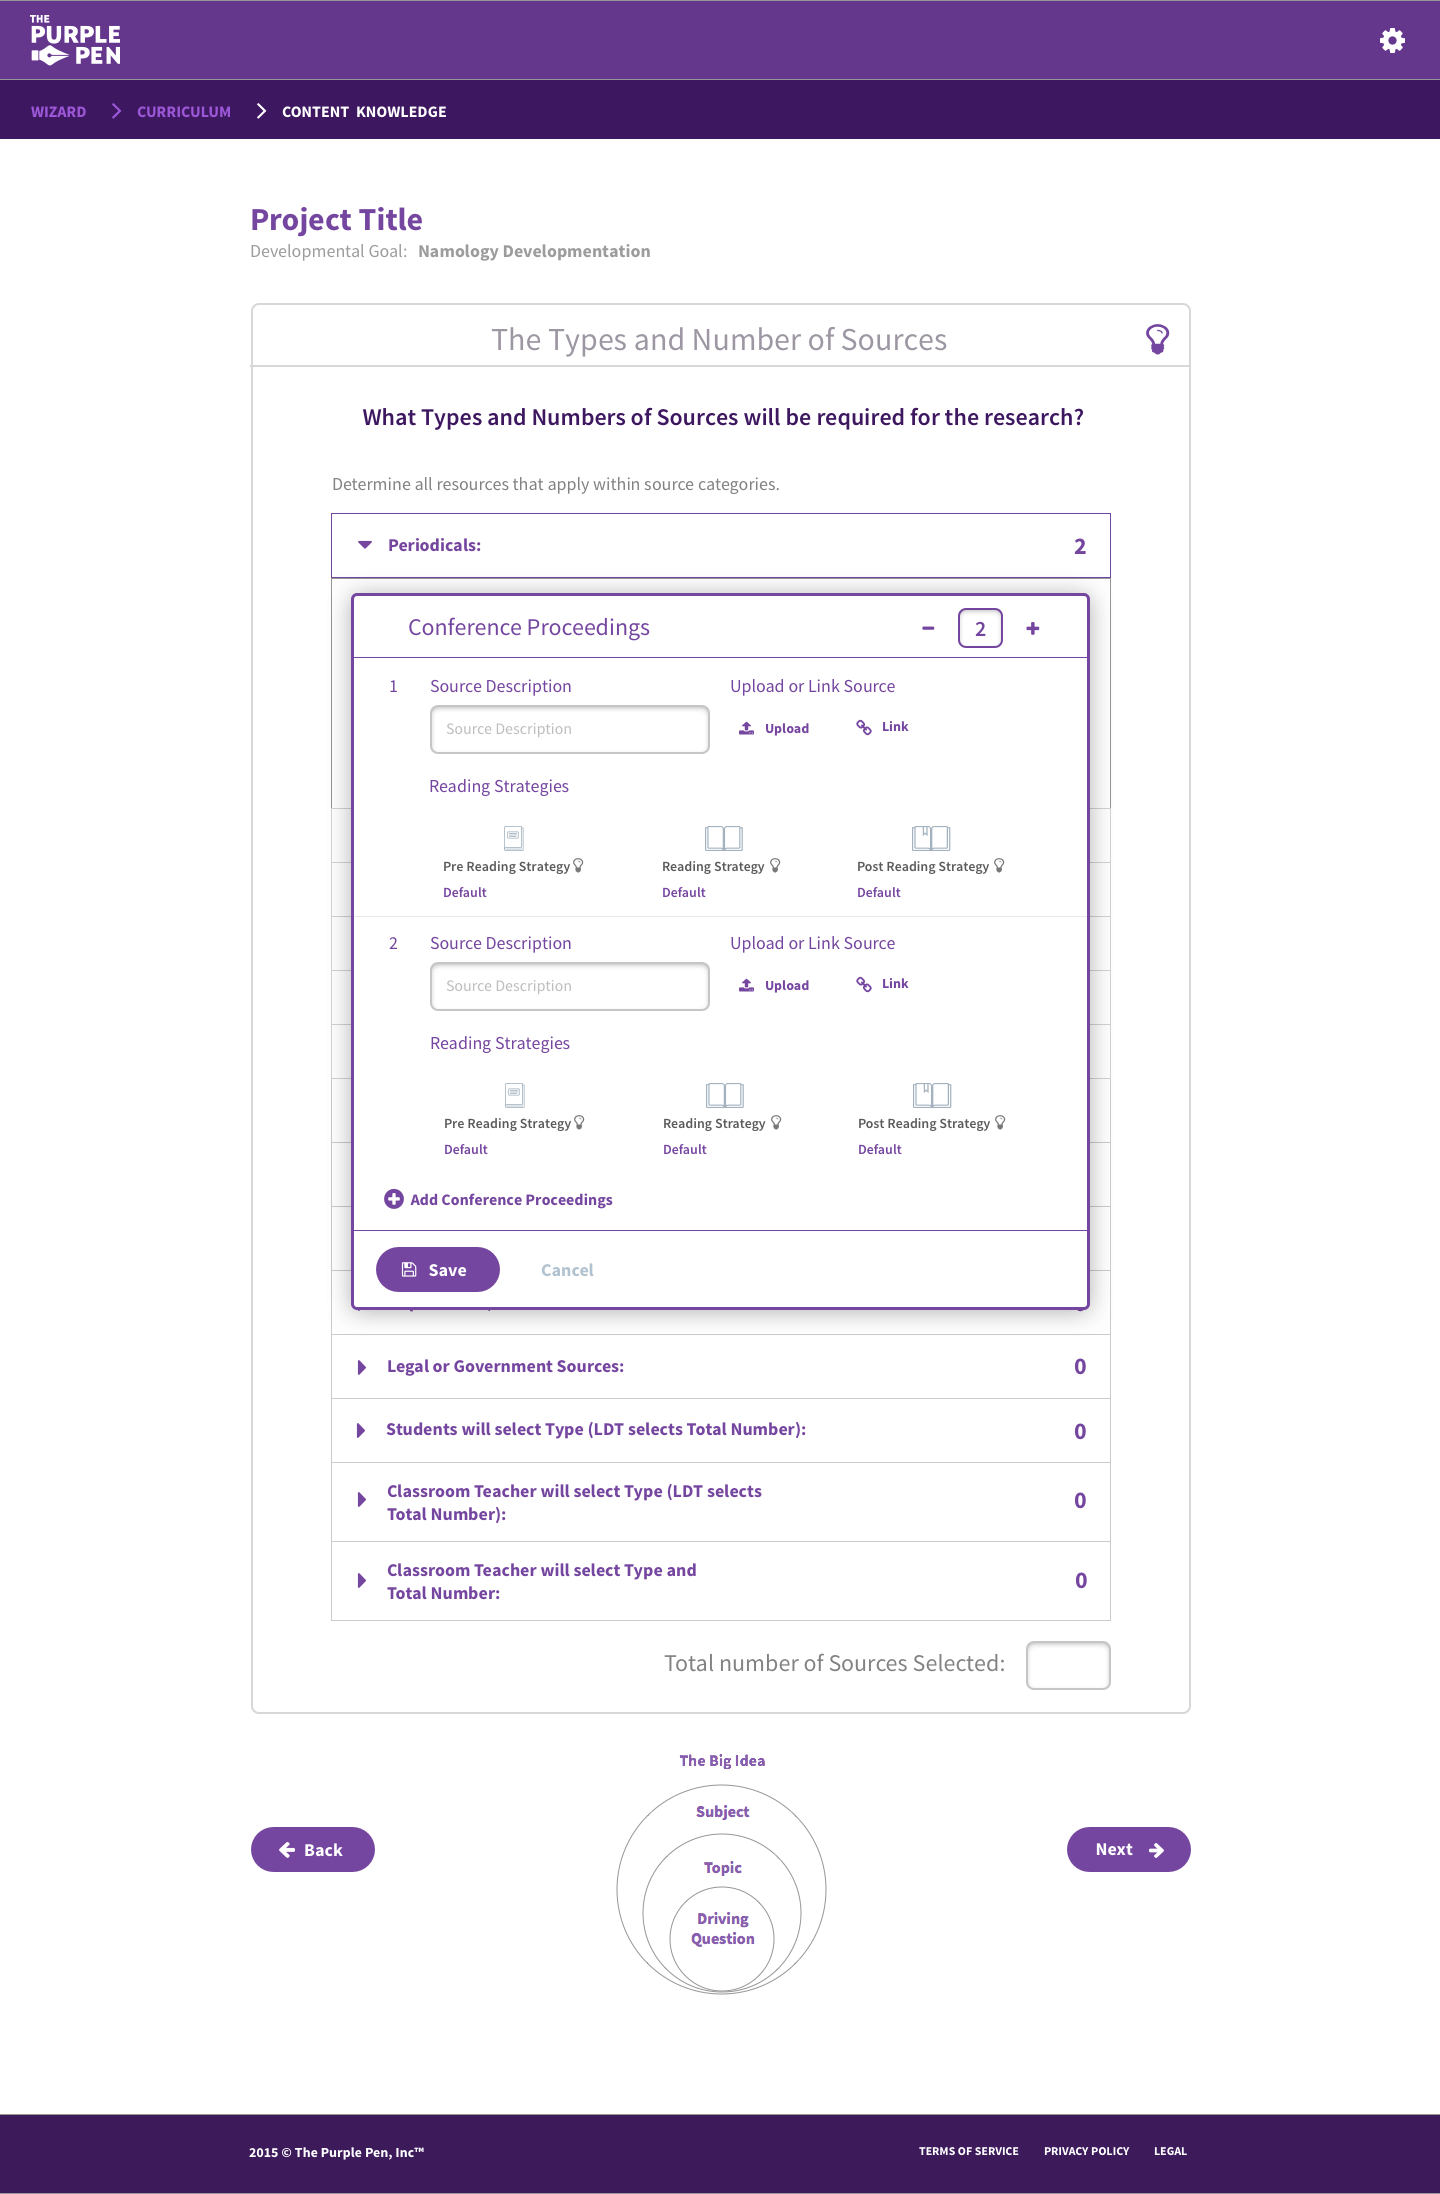 THE
PURPLE
PEN
WIZARD CURRICULUM CONTENT KNOWLEDGE
Project Title
Developmental Goal: Namology Developmentation
The Types and Number of Sources
What Types and Numbers of Sources will be required for the research?
Determine all resources that apply within source categories.
Periodicals: 2
Conference Proceedings - 2 +
1 Source Description Upload or Link Source
Source Description Upload Link
Reading Strategies
Pre Reading Strategy Reading Strategy Post Reading Strategy
Default Default Default
2 Source Description Upload or Link Source
Source Description Upload Link
Reading Strategies
Pre Reading Strategy Reading Strategy Post Reading Strategy
Default Default Default
Add Conference Proceedings
Save Cancel
Legal or Government Sources: 0
Students will select Type (LDT selects Total Number): 0
Classroom Teacher will select Type (LDT selects
Total Number): 0
Classroom Teacher will select Type and
Total Number: 0
Total number of Sources Selected:
The Big Idea
Subject
Topic
Driving
Question
Back
Next
2015 © The Purple Pen, Inc™ TERMS OF SERVICE PRIVACY POLICY LEGAL